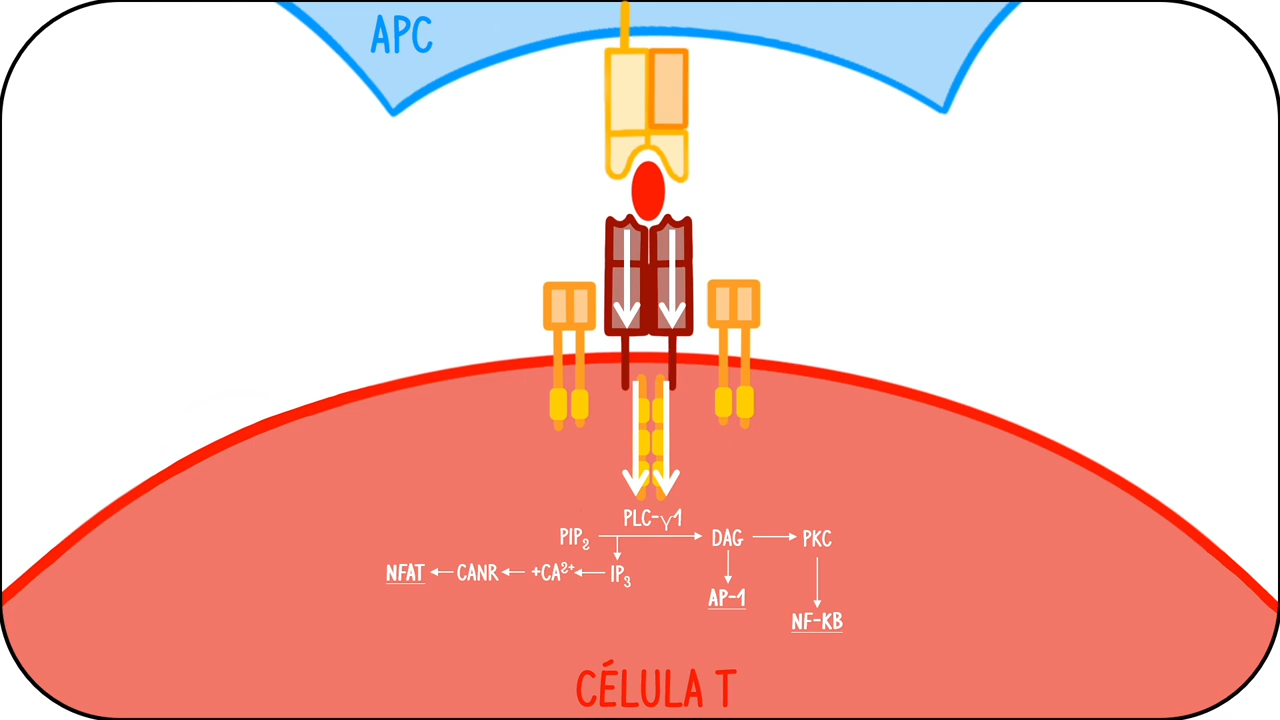 APC
PLC-γ1
PIP₂ DAG PKC
NFAT CANR +CA²⁺ IP₃
AP-1
NF-KB
CÉLULA T